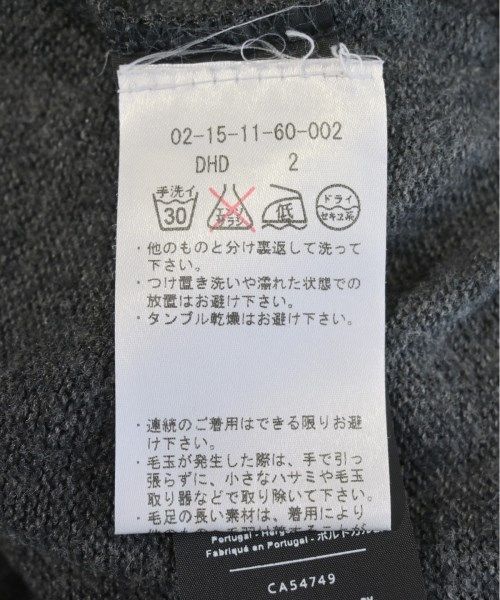 02-15-11-60-002
DHD 2
手洗イ ドライ
30 エンソ サラシ 低 セキユ系
・他のものと分け裏返して洗って
下さい。
・つけ置き洗いや濡れた状態での
放置はお避け下さい。
・タンブル乾燥はお避け下さい。
・連続のご着用はできる限りお避け
下さい。
・毛玉が発生した際は、手で引っ
張らずに、小さなハサミや毛玉
取り器などで取り除いて下さい。
・毛足の長い素材は、着用により
Fabriqué en Portugal - ポルトガル
CA54749